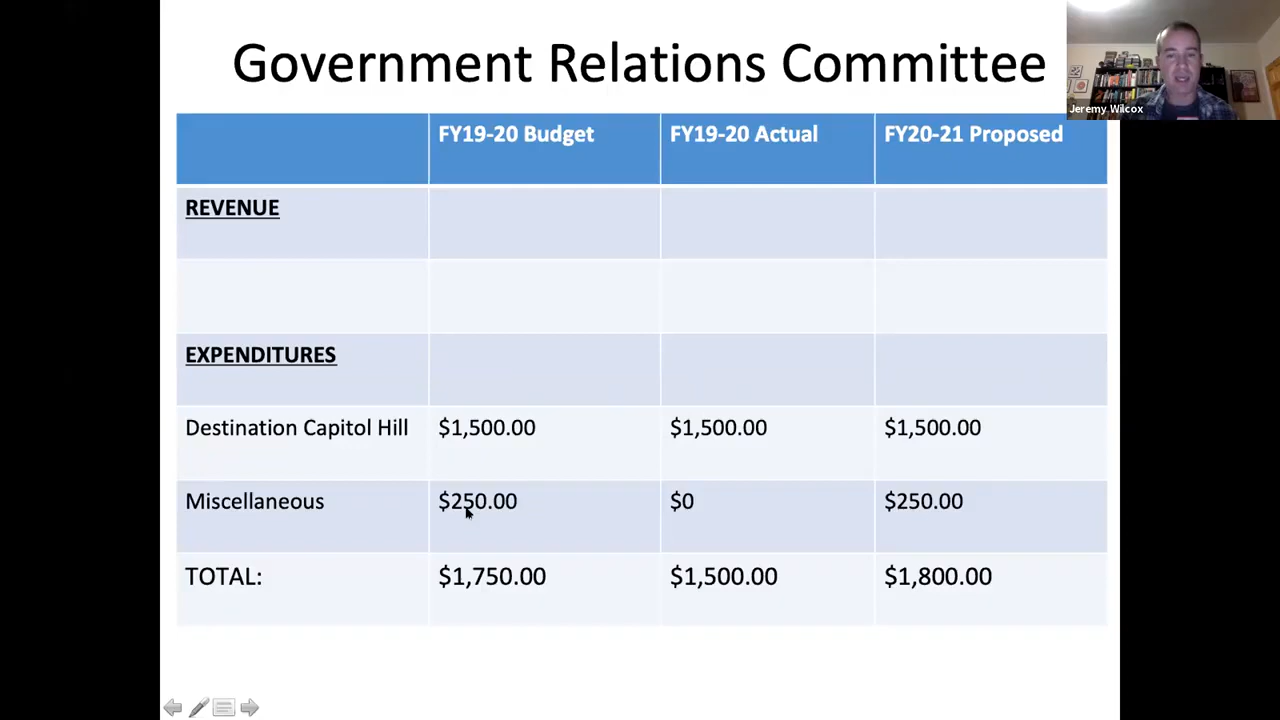 Government Relations Committee
Jeremy Wilcox
FY19-20 Budget FY19-20 Actual FY20-21 Proposed
REVENUE
EXPENDITURES
Destination Capitol Hill $1,500.00 $1,500.00 $1,500.00
Miscellaneous $250.00 $0 $250.00
TOTAL: $1,750.00 $1,500.00 $1,800.00